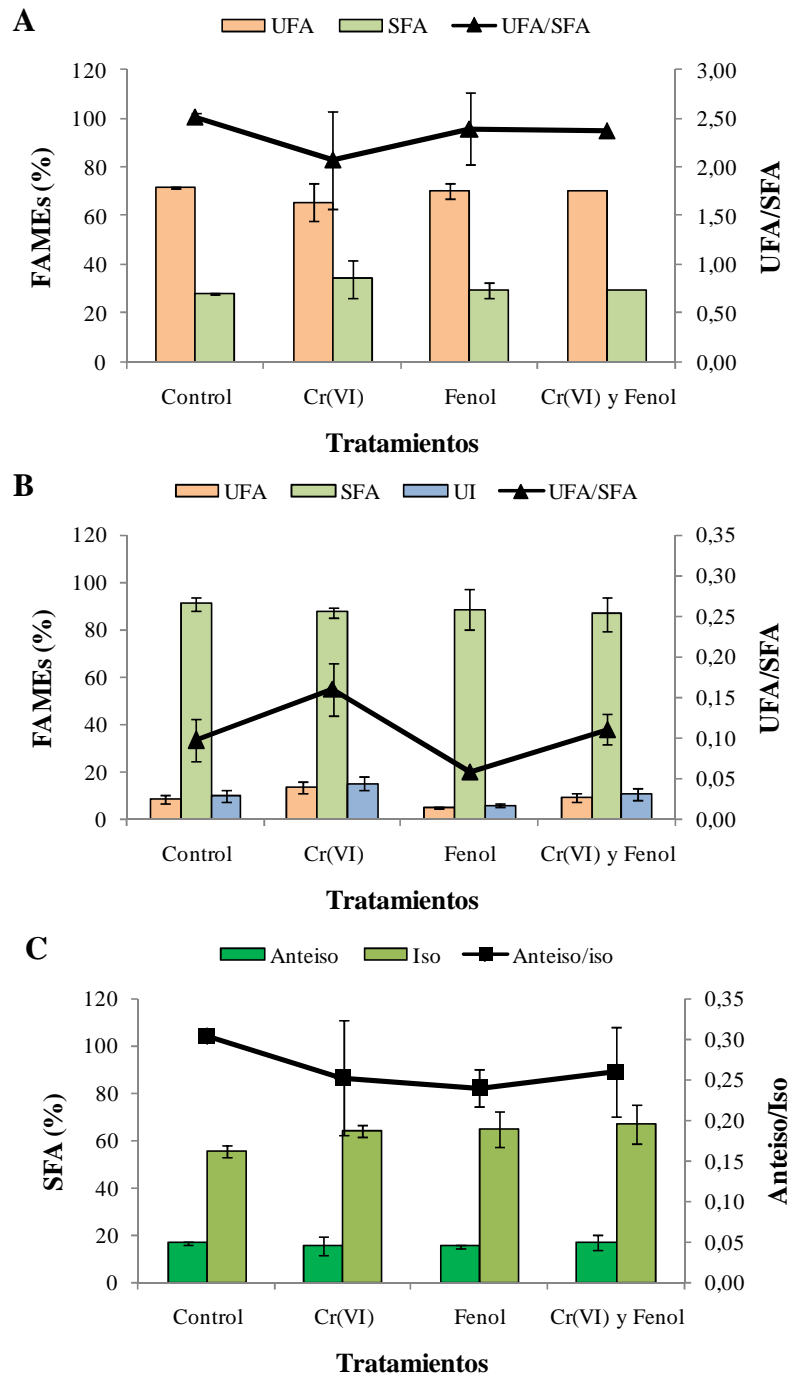 A
UFA SFA UFA/SFA
120 3,00
100 2,50
80 2,00
60 1,50
40 1,00
20 0,50
0 0,00
FAMEs (%)
UFA/SFA
Control Cr(VI) Fenol Cr(VI) y Fenol
Tratamientos
B
UFA SFA UI UFA/SFA
120 0,35
100 0,30
80 0,25
60 0,20
40 0,15
20 0,10
0 0,05
0,00
FAMEs (%)
UFA/SFA
Control Cr(VI) Fenol Cr(VI) y Fenol
Tratamientos
C
Anteiso Iso Anteiso/iso
120 0,35
100 0,30
80 0,25
60 0,20
40 0,15
20 0,10
0 0,05
0,00
SFA (%)
Anteiso/Iso
Control Cr(VI) Fenol Cr(VI) y Fenol
Tratamientos